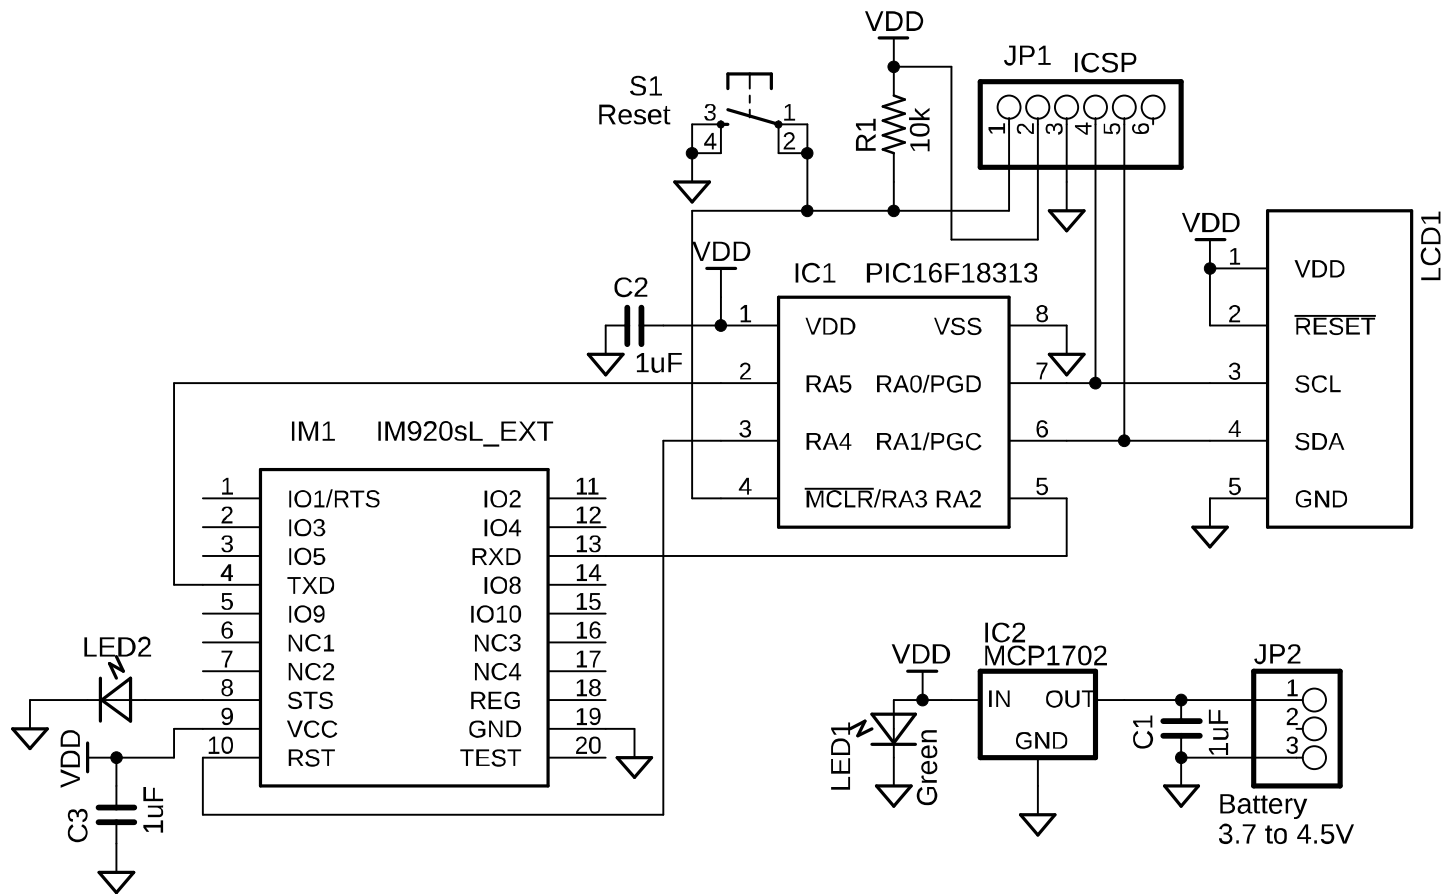 VDD
JP1 ICSP
S1
Reset
3 1
4 2
R1
10k
1 2 3 4 5 6
VDD
VDD
LCD1
1 VDD
2 RESET
3 SCL
4 SDA
5 GND
C2
1uF
IC1 PIC16F18313
1 VDD VSS 8
2 RA5 RA0/PGD 7
3 RA4 RA1/PGC 6
4 MCLR/RA3 RA2 5
IM1 IM920sL_EXT
1 IO1/RTS IO2 11
2 IO3 IO4 12
3 IO5 RXD 13
4 TXD IO8 14
5 IO9 IO10 15
6 NC1 NC3 16
7 NC2 NC4 17
8 STS REG 18
9 VCC GND 19
10 RST TEST 20
LED2
VDD
C3
1uF
VDD
IC2
MCP1702
IN OUT
GND
LED1
Green
C1
1uF
JP2
1
2
3
Battery
3.7 to 4.5V